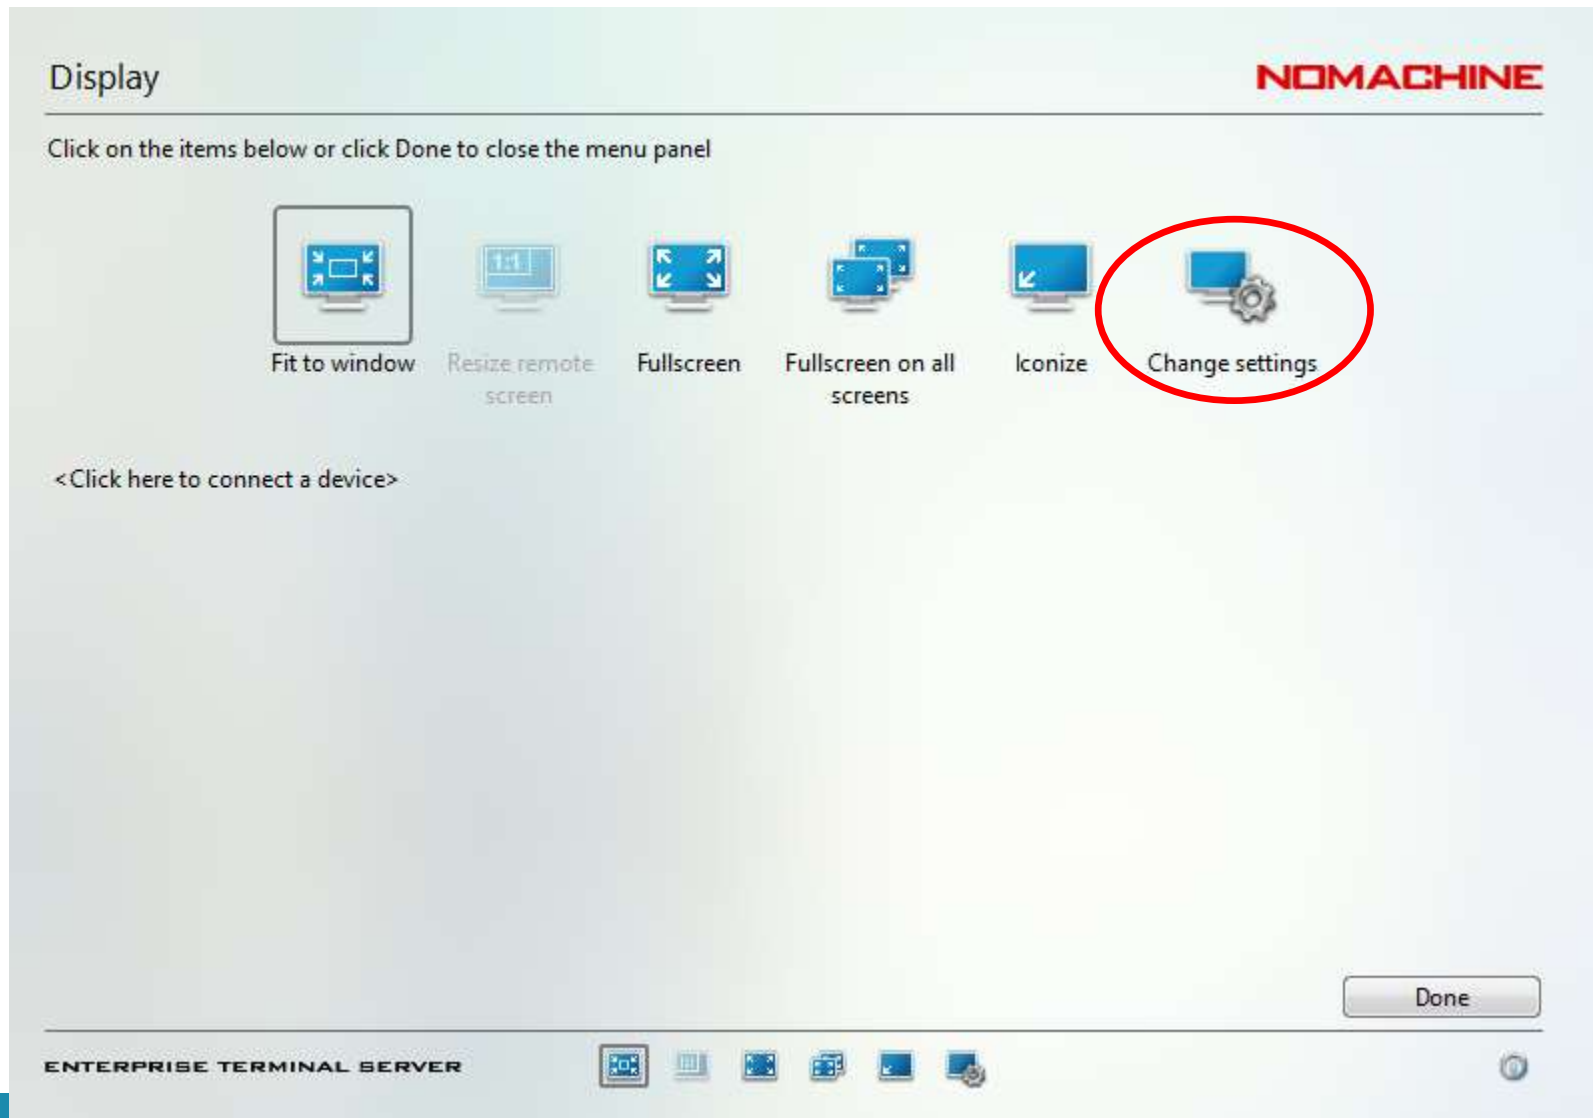 Display
NOMACHINE
Click on the items below or click Done to close the menu panel
1:1
Fit to window
Resize remote
screen
Fullscreen
Fullscreen on all
screens
Iconize
Change settings
<Click here to connect a device>
Done
ENTERPRISE TERMINAL SERVER